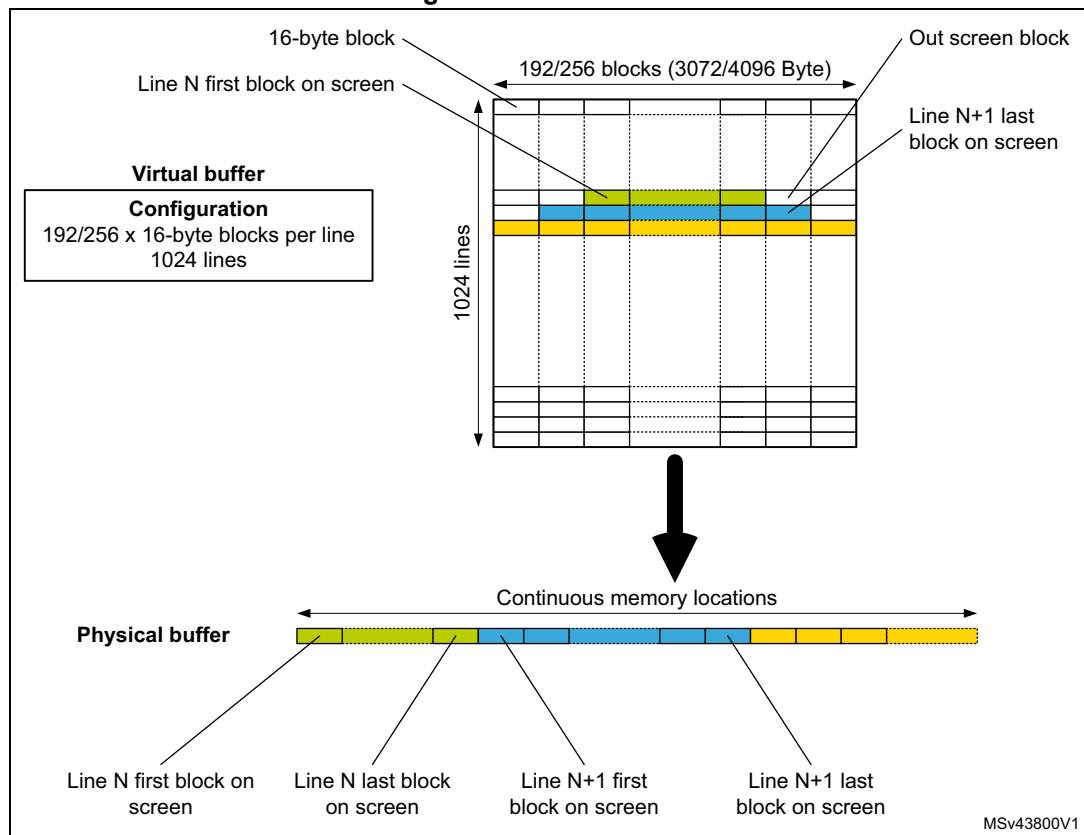 16-byte block
Out screen block
192/256 blocks (3072/4096 Byte)
Line N first block on screen
Line N+1 last
block on screen
Virtual buffer
Configuration
192/256 x 16-byte blocks per line
1024 lines
1024 lines
Continuous memory locations
Physical buffer
Line N first block on
screen
Line N last block
on screen
Line N+1 first
block on screen
Line N+1 last
block on screen
MSv43800V1